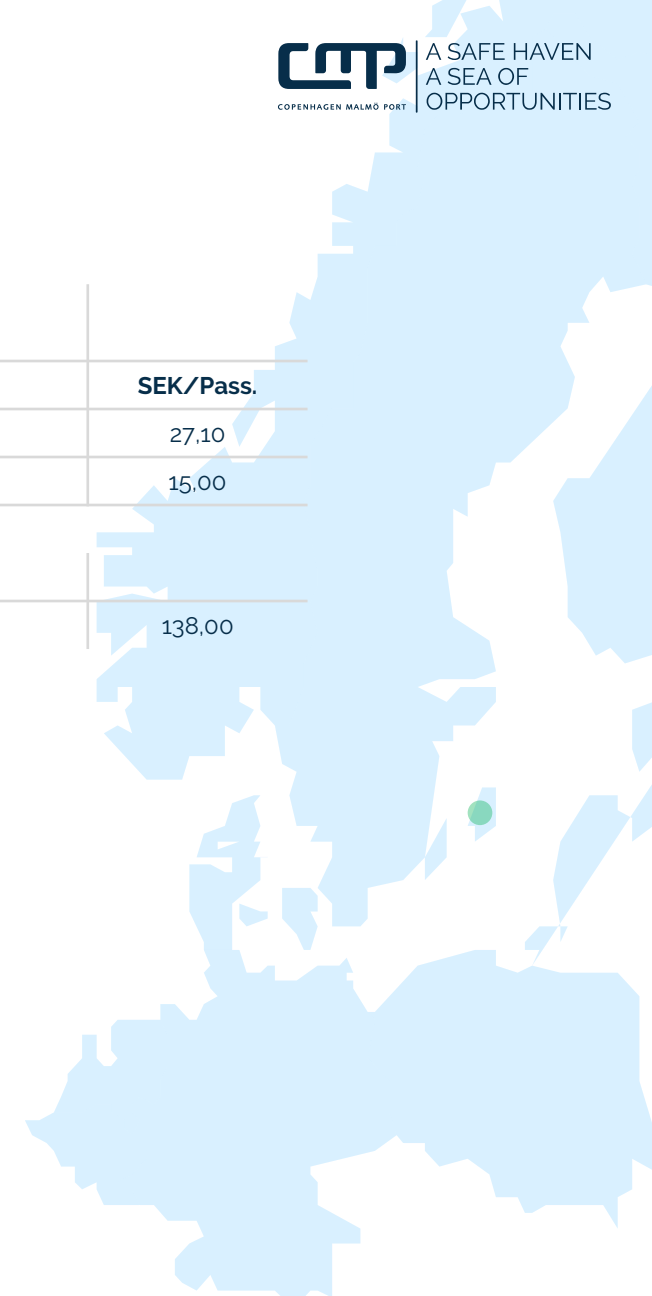 CMP
COPENHAGEN MALMÖ PORT
A SAFE HAVEN
A SEA OF
OPPORTUNITIES
SEK/Pass.
27,10
15,00
138,00